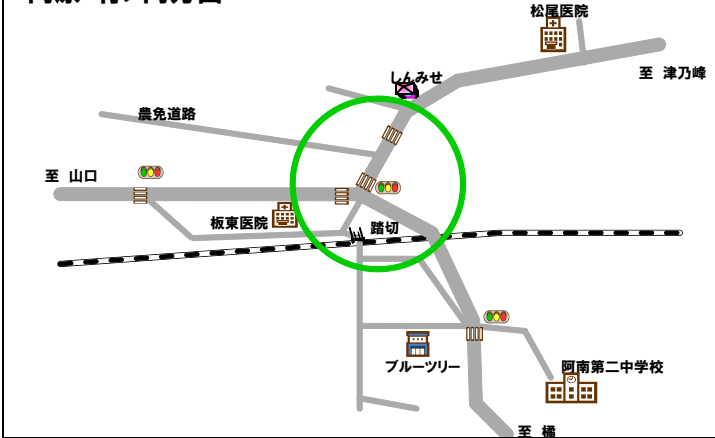 松尾医院
至 津乃峰
しんみせ
農免道路
至 山口
板東医院
踏切
ブルーツリー
阿南第二中学校
至 橘